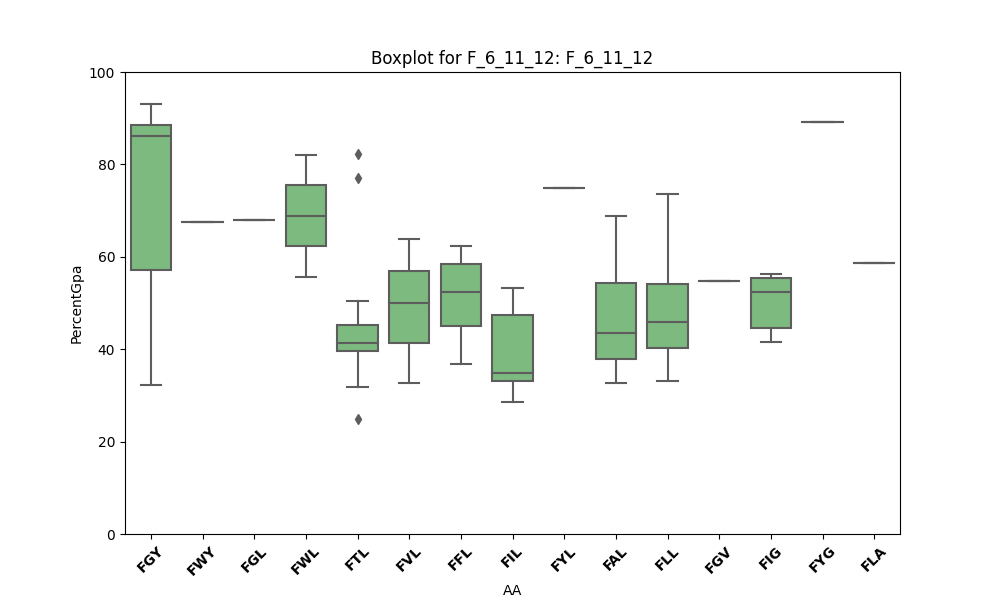 Boxplot for F_6_11_12: F_6_11_12
100
80
60
40
20
0
PercentGpa
FGY
FWY
FGL
FWL
FTL
FVL
FFL
FIL
FYL
FAL
FLL
FGV
FIG
FYG
FLA
AA